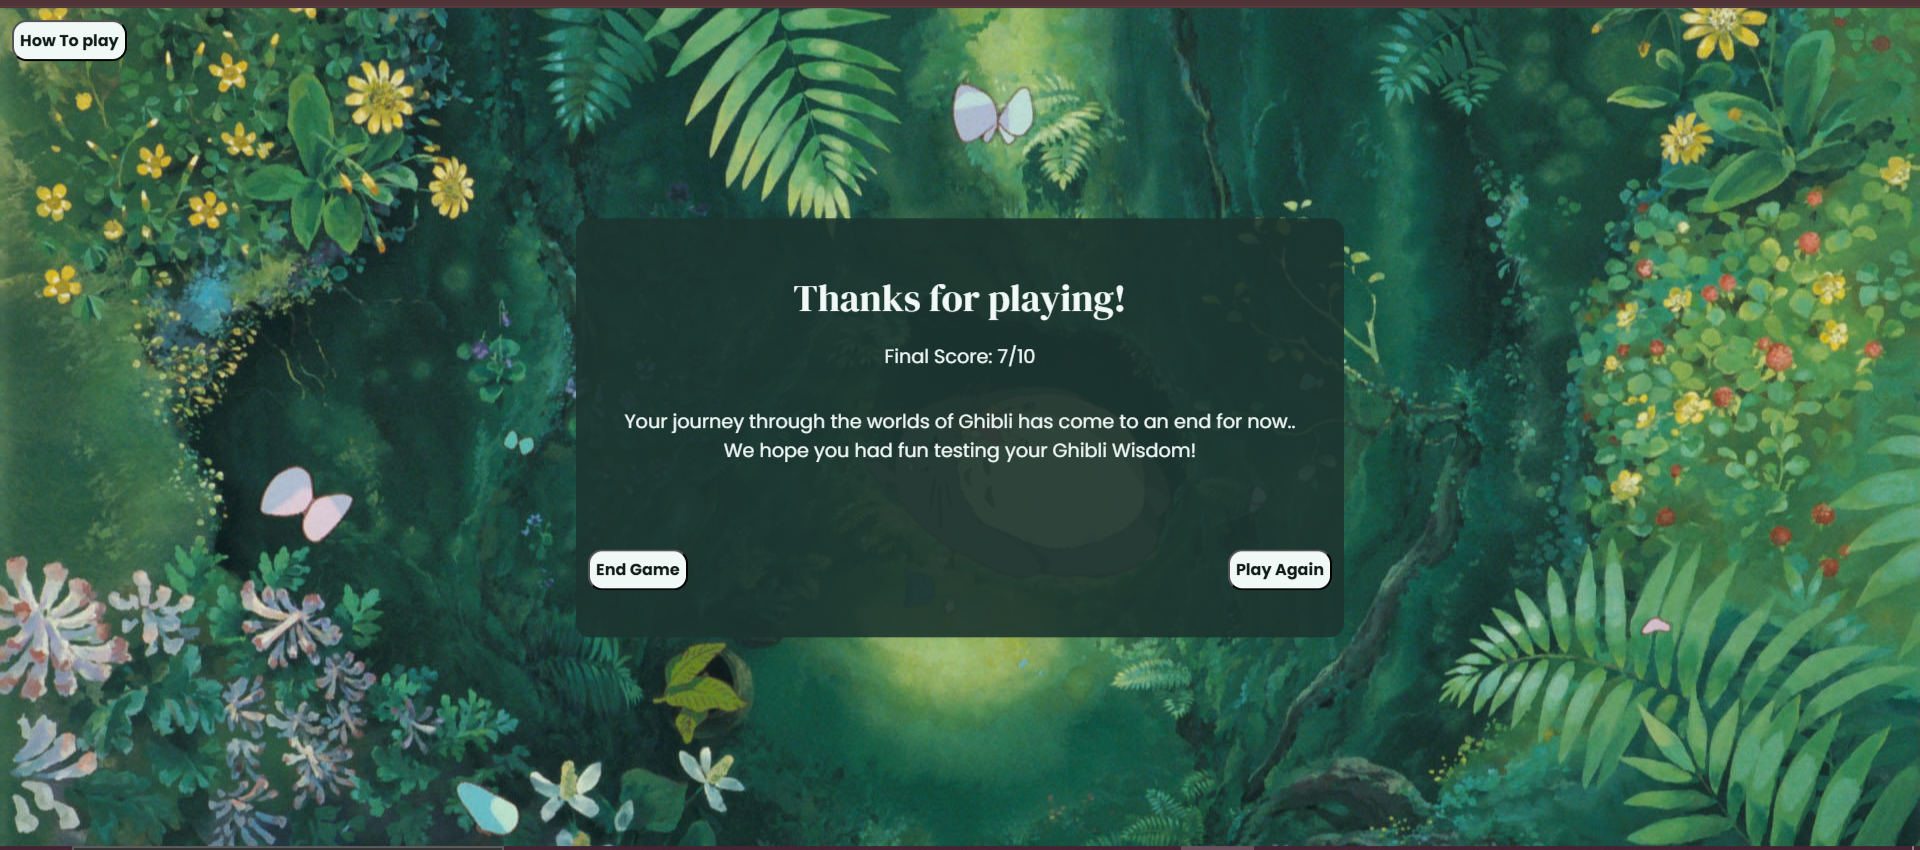 How To play
Thanks for playing!
Final Score: 7/10
Your journey through the worlds of Ghibli has come to an end for now..
We hope you had fun testing your Ghibli Wisdom!
End Game
Play Again